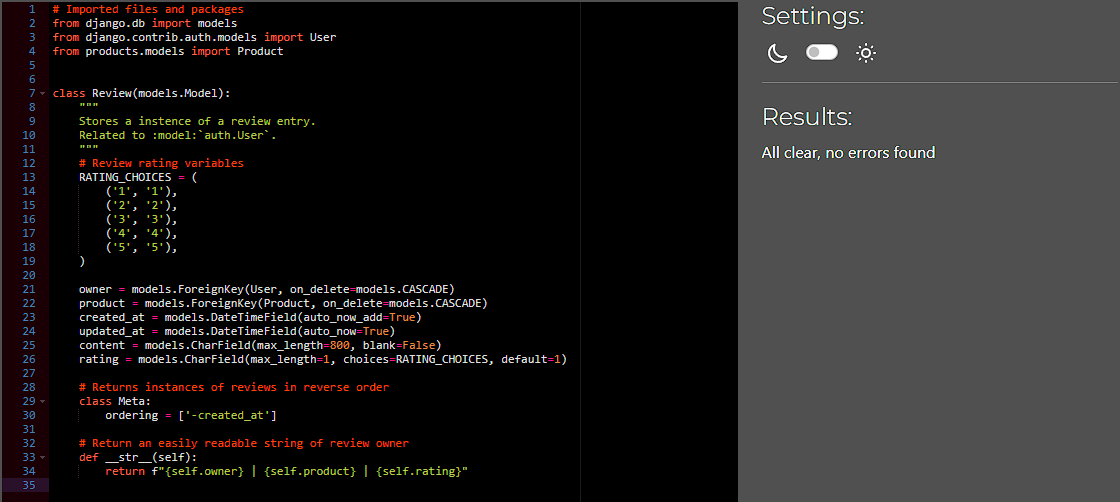 1 # Imported files and packages
2 from django.db import models
3 from django.contrib.auth.models import User
4 from products.models import Product
5
6
7 class Review(models.Model):
8     """
9     Stores a instence of a review entry.
10     Related to :model:`auth.User`.
11     """
12     # Review rating variables
13     RATING_CHOICES = (
14         ('1', '1'),
15         ('2', '2'),
16         ('3', '3'),
17         ('4', '4'),
18         ('5', '5'),
19     )
20
21     owner = models.ForeignKey(User, on_delete=models.CASCADE)
22     product = models.ForeignKey(Product, on_delete=models.CASCADE)
23     created_at = models.DateTimeField(auto_now_add=True)
24     updated_at = models.DateTimeField(auto_now=True)
25     content = models.CharField(max_length=800, blank=False)
26     rating = models.CharField(max_length=1, choices=RATING_CHOICES, default=1)
27
28     # Returns instances of reviews in reverse order
29     class Meta:
30         ordering = ['-created_at']
31
32     # Return an easily readable string of review owner
33     def __str__(self):
34         return f"{self.owner} | {self.product} | {self.rating}"
35
Settings:
Results:
All clear, no errors found